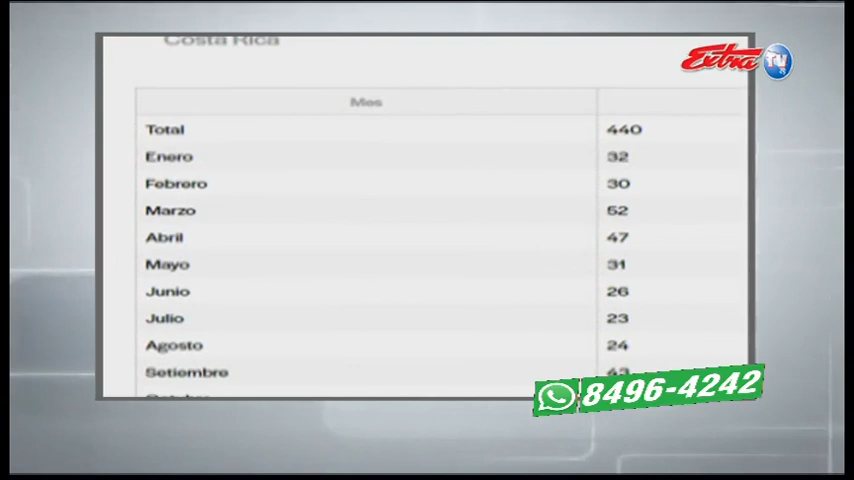 Costa Rica
Extra TV
Mes
Total 440
Enero 32
Febrero 30
Marzo 52
Abril 47
Mayo 31
Junio 26
Julio 23
Agosto 24
Setiembre 43
8496-4242